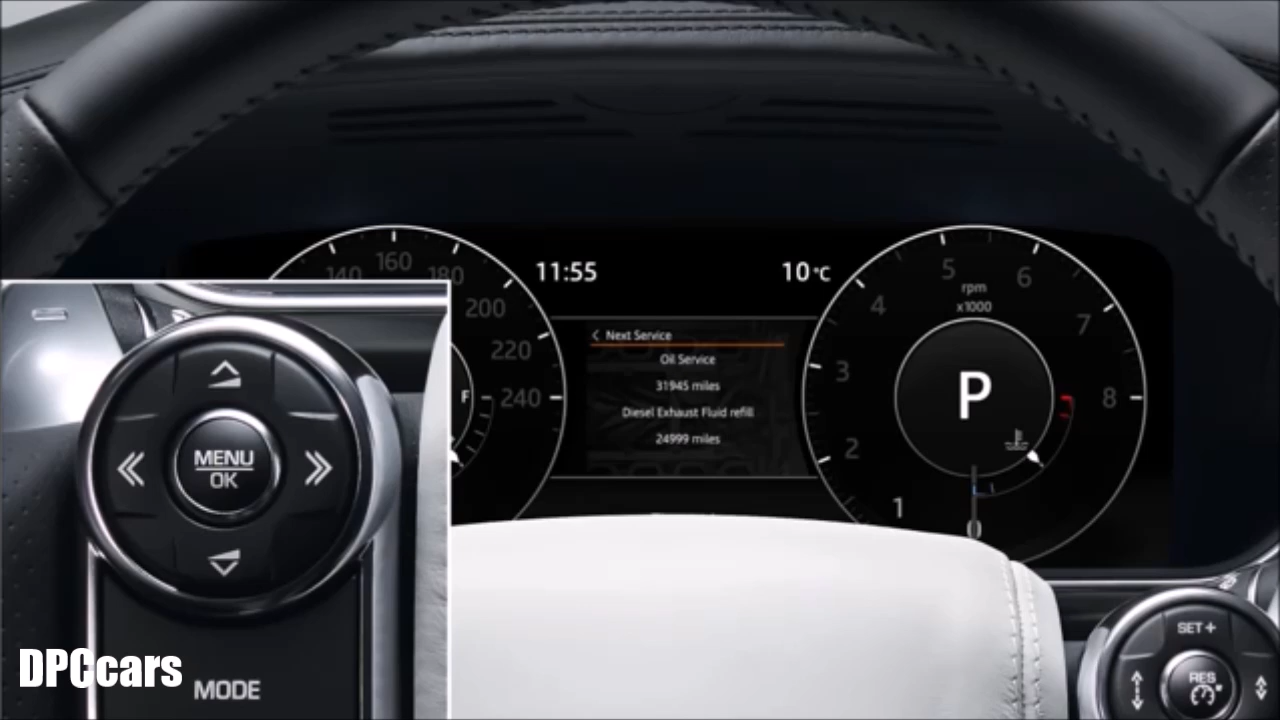 140 160 180
200
220
240
F
11:55 10°C
Next Service
Oil Service
31945 miles
Diesel Exhaust Fluid refill
24999 miles
5
6
rpm
x1000
4
7
3
8
2
1
0
P
MENU
OK
MODE
SET+
RES
DPCcars